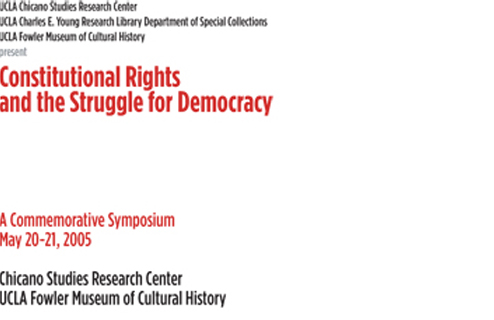 UCLA Chicano Studies Research Center
UCLA Charles E. Young Research Library Department of Special Collections
UCLA Fowler Museum of Cultural History
present
Constitutional Rights
and the Struggle for Democracy
A Commemorative Symposium
May 20-21, 2005
Chicano Studies Research Center
UCLA Fowler Museum of Cultural History